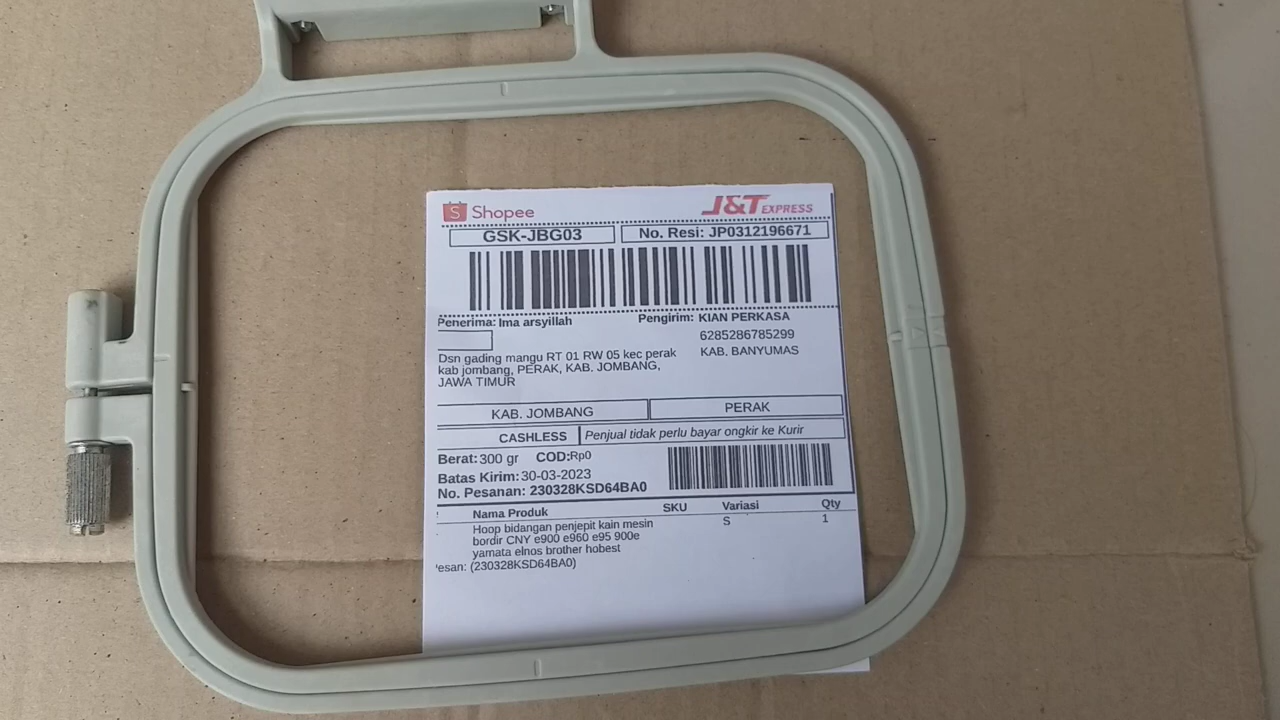 Shopee
J&T EXPRESS
GSK-JBG03
No. Resi: JP0312196671
Penerima: Ima arsyillah
Pengirim: KIAN PERKASA
6285286785299
KAB. BANYUMAS
Dsn gading mangu RT 01 RW 05 kec perak
kab jombang, PERAK, KAB. JOMBANG,
JAWA TIMUR
KAB. JOMBANG
PERAK
CASHLESS
Penjual tidak perlu bayar ongkir ke Kurir
Berat: 300 gr COD:Rp0
Batas Kirim: 30-03-2023
No. Pesanan: 230328KSD64BA0
Nama Produk SKU Variasi Qty
Hoop bidangan penjepit kain mesin S 1
bordir CNY e900 e960 e95 900e
yamata elnos brother hobest
esan: (230328KSD64BA0)